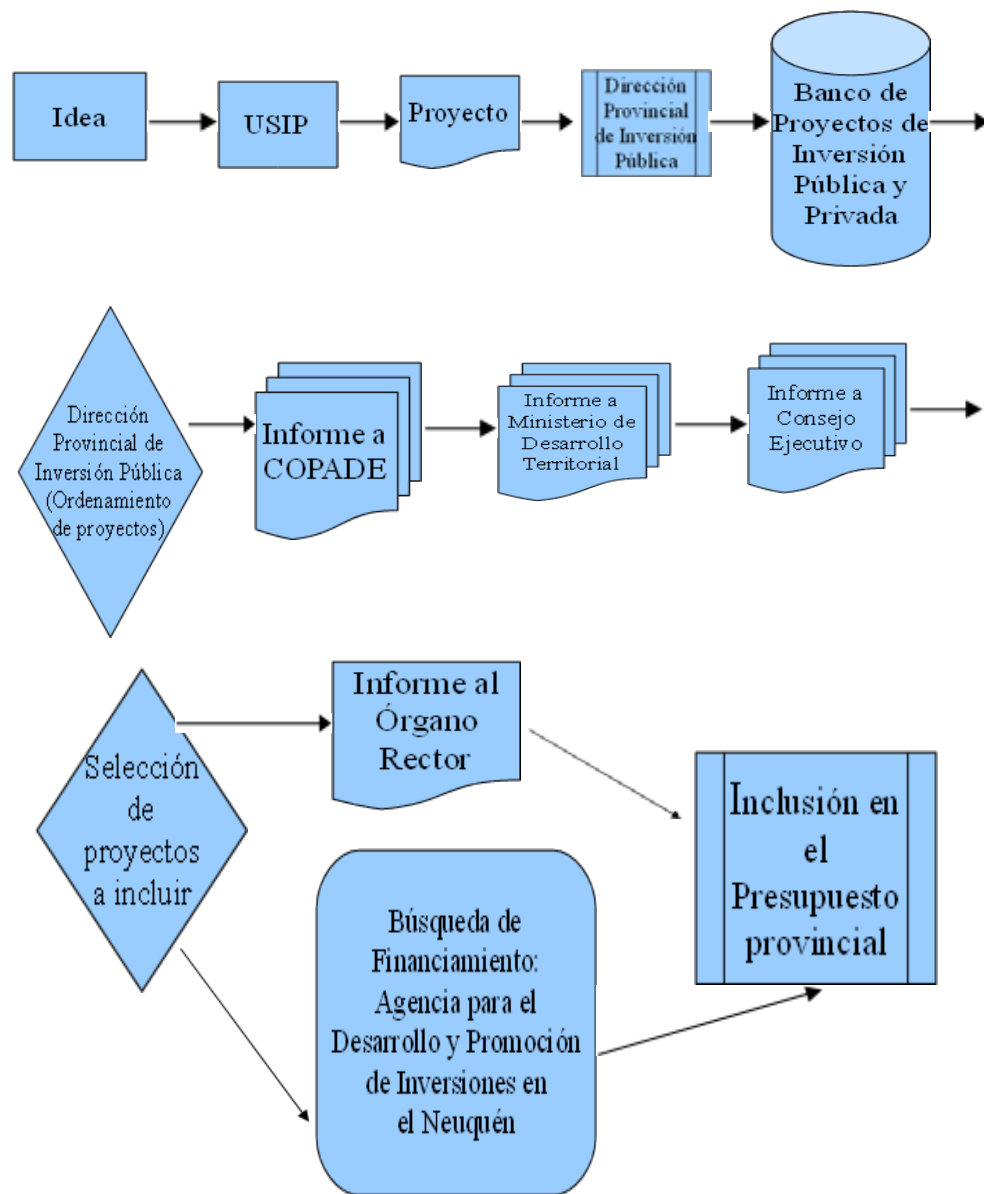 Idea
USIP
Proyecto
Dirección
Provincial
de Inversión
Pública
Banco de
Proyectos de
Inversión
Pública y
Privada
Dirección
Provincial de
Inversión Pública
(Ordenamiento
de proyectos)
Informe a
COPADE
Informe a
Ministerio de
Desarrollo
Territorial
Informe a
Consejo
Ejecutivo
Selección
de
proyectos
a incluir
Informe al
Órgano
Rector
Búsqueda de
Financiamiento:
Agencia para el
Desarrollo y Promoción
de Inversiones en
el Neuquén
Inclusión en
el
Presupuesto
provincial